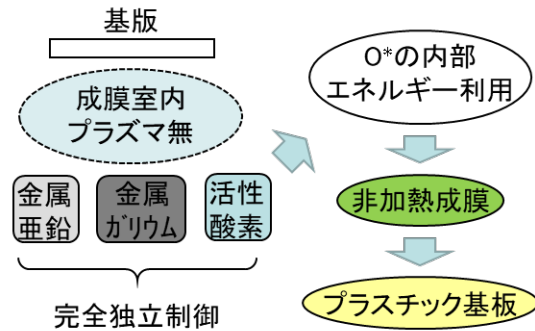 基版
成膜室内
プラズマ無
金属
亜鉛
金属
ｶﾞﾘｳﾑ
活性
酸素
完全独立制御
O*の内部
エネルギー利用
非加熱成膜
プラスチック基板